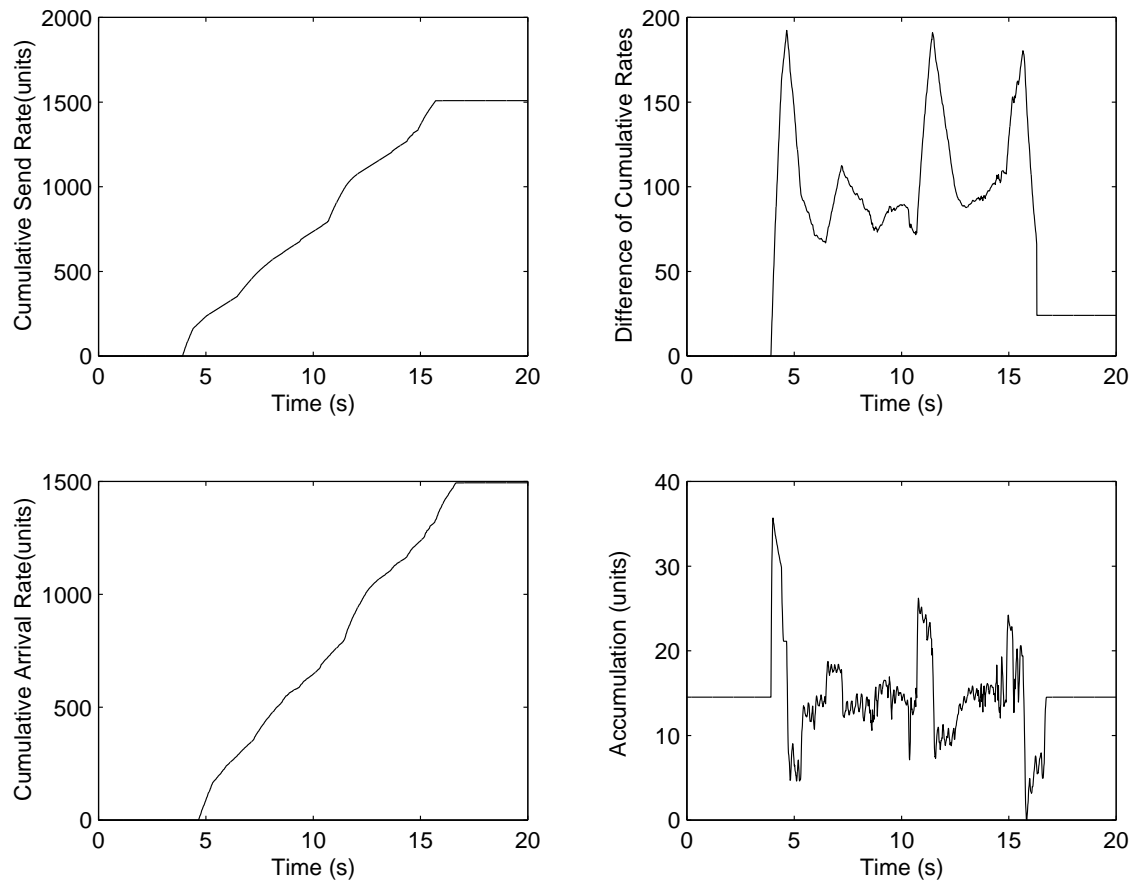 2000
1500
1000
500
0
Cumulative Send Rate(units)
0 5 10 15 20
Time (s)
200
150
100
50
0
Difference of Cumulative Rates
0 5 10 15 20
Time (s)
1500
1000
500
0
Cumulative Arrival Rate(units)
0 5 10 15 20
Time (s)
40
30
20
10
0
Accumulation (units)
0 5 10 15 20
Time (s)